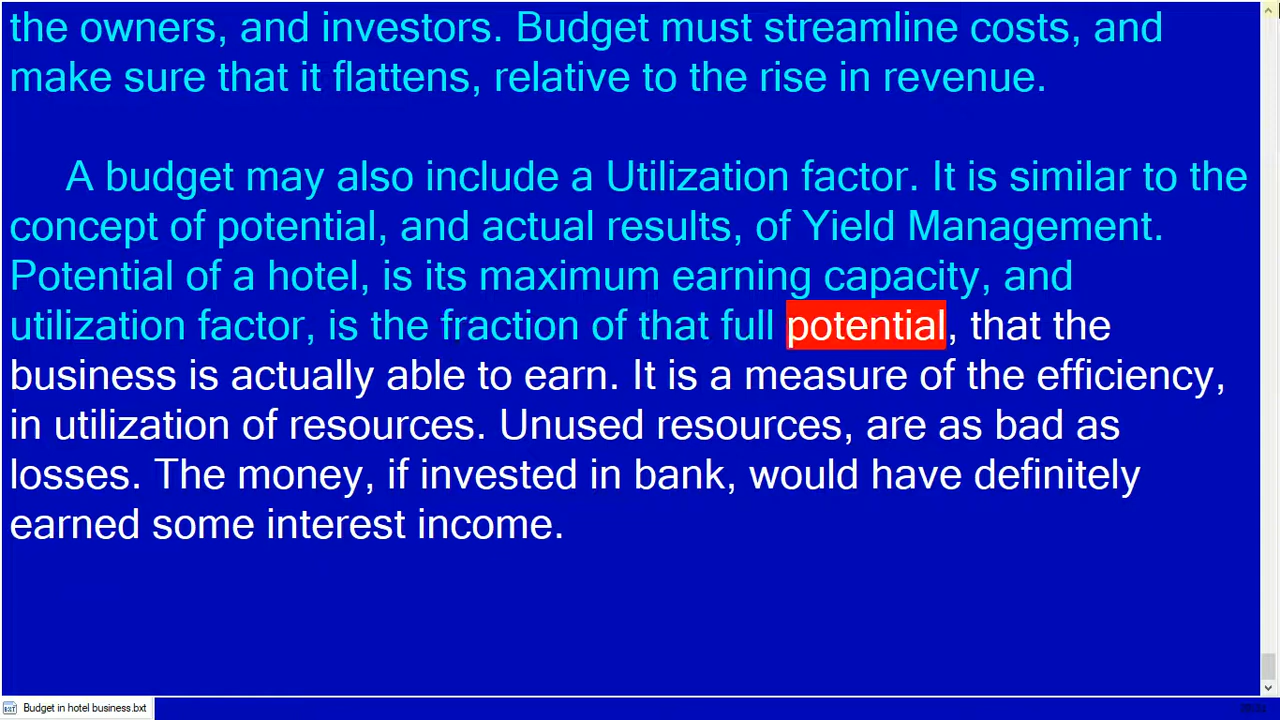 the owners, and investors. Budget must streamline costs, and
make sure that it flattens, relative to the rise in revenue.
A budget may also include a Utilization factor. It is similar to the
concept of potential, and actual results, of Yield Management.
Potential of a hotel, is its maximum earning capacity, and
utilization factor, is the fraction of that full potential, that the
business is actually able to earn. It is a measure of the efficiency,
in utilization of resources. Unused resources, are as bad as
losses. The money, if invested in bank, would have definitely
earned some interest income.
Budget in hotel business.bxt